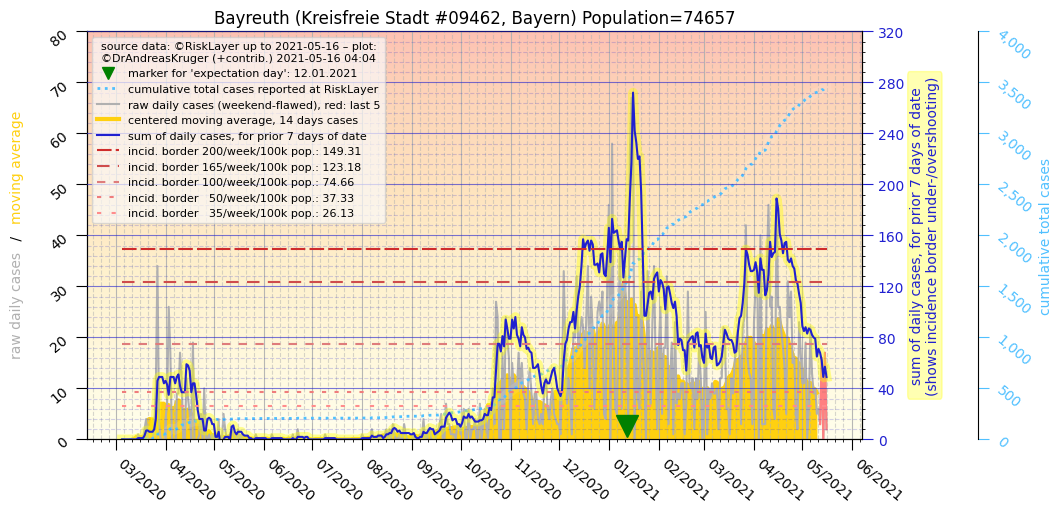 Bayreuth (Kreisfreie Stadt #09462, Bayern) Population=74657
source data: ©RiskLayer up to 2021-05-16 – plot:
©DrAndreasKruger (+contrib.) 2021-05-16 04:04
marker for 'expectation day': 12.01.2021
cumulative total cases reported at RiskLayer
raw daily cases (weekend-flawed), red: last 5
centered moving average, 14 days cases
sum of daily cases, for prior 7 days of date
incid. border 200/week/100k pop.: 149.31
incid. border 165/week/100k pop.: 123.18
incid. border 100/week/100k pop.: 74.66
incid. border   50/week/100k pop.: 37.33
incid. border   35/week/100k pop.: 26.13
raw daily cases / moving average
80
70
60
50
40
30
20
10
0
03/2020
04/2020
05/2020
06/2020
07/2020
08/2020
09/2020
10/2020
11/2020
12/2020
01/2021
02/2021
03/2021
04/2021
05/2021
06/2021
320
280
240
200
160
120
80
40
0
sum of daily cases, for prior 7 days of date
(shows incidence border under-/overshooting)
4,000
3,500
3,000
2,500
2,000
1,500
1,000
500
0
cumulative total cases